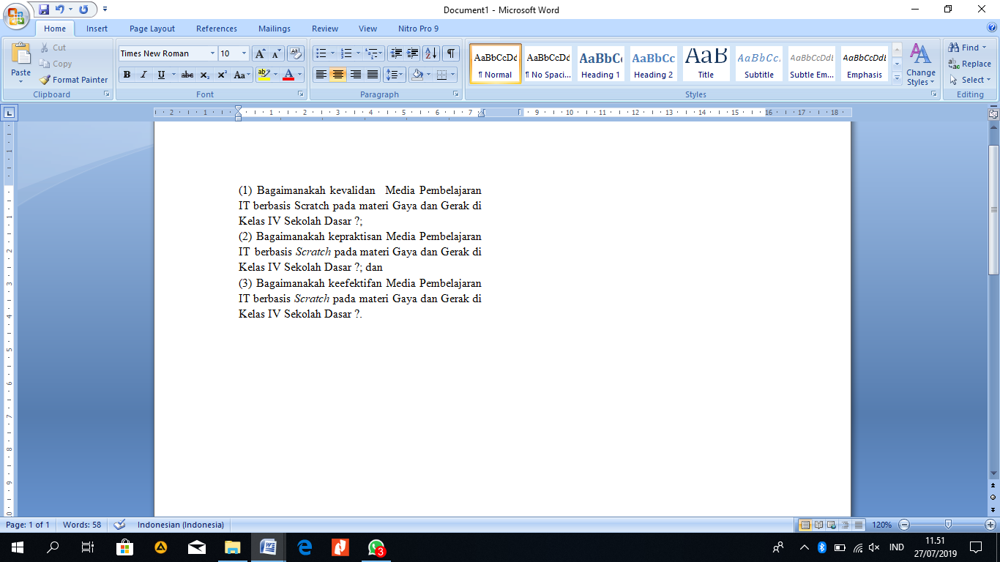 Document1 - Microsoft Word
Home Insert Page Layout References Mailings Review View Nitro Pro 9
Paste
Cut
Copy
Format Painter
Clipboard
Times New Roman 10
Font
Paragraph
AaBbCcDd AaBbCcDd AaBbC AaBbCc AaB AaBbCc. AaBbCcDdI AaBbCcDdI
¶ Normal ¶ No Spaci... Heading 1 Heading 2 Title Subtitle Subtle Em... Emphasis
Change Styles
Styles
Find
Replace
Select
Editing
2 1 1 2 3 4 5 6 7 9 10 11 12 13 14 15 16 17 18
(1) Bagaimanakah kevalidan Media Pembelajaran
IT berbasis Scratch pada materi Gaya dan Gerak di
Kelas IV Sekolah Dasar ?;
(2) Bagaimanakah kepraktisan Media Pembelajaran
IT berbasis Scratch pada materi Gaya dan Gerak di
Kelas IV Sekolah Dasar ?; dan
(3) Bagaimanakah keefektifan Media Pembelajaran
IT berbasis Scratch pada materi Gaya dan Gerak di
Kelas IV Sekolah Dasar ?.
Page: 1 of 1 Words: 58 Indonesian (Indonesia) 120%
3
IND
11.51
27/07/2019